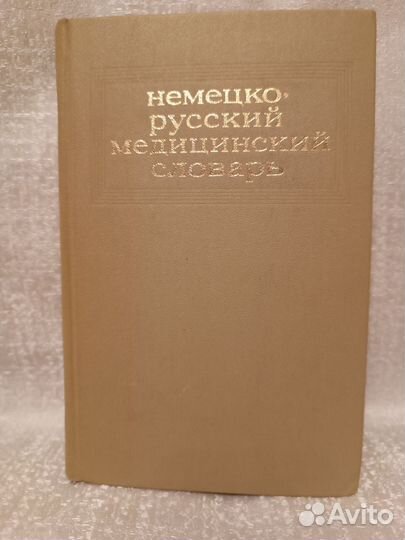 немецко-
русский
медицинский
словарь
Avito